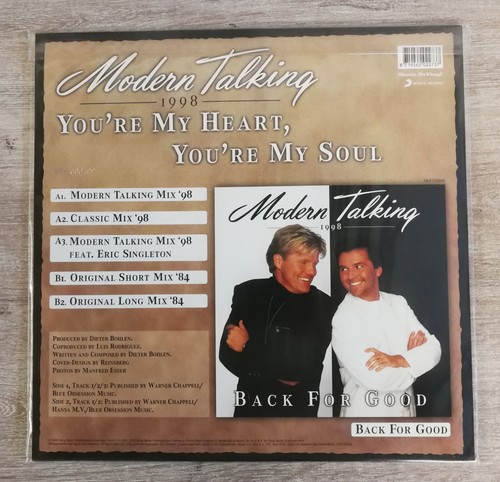 Modern Talking
1998
You're My Heart,
You're My Soul
A1. Modern Talking Mix '98
A2. Classic Mix '98
A3. Modern Talking Mix '98
feat. Eric Singleton
B1. Original Short Mix '84
B2. Original Long Mix '84
Produced by Dieter Bohlen.
Coproduced by Luis Rodriguez.
Written and Composed by Dieter Bohlen.
Cover-Design by Reinsberg.
Photos by Manfred Esser
Side 1, Track 1/2/3: Published by Warner Chappell/
Blue Obsession Music.
Side 2, Track 1/2: Published by Warner Chappell/
Hansa M.V./Blue Obsession Music.
Modern Talking
1998
Back For Good
Back For Good